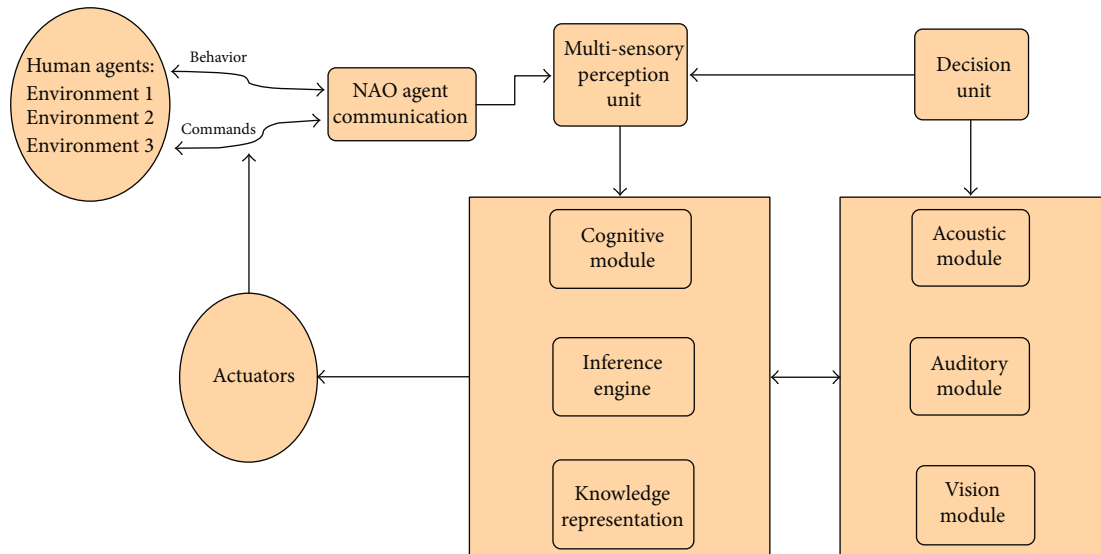 Human agents:
Environment 1
Environment 2
Environment 3
Behavior
Commands
NAO agent
communication
Multi-sensory
perception
unit
Decision
unit
Cognitive
module
Acoustic
module
Actuators
Inference
engine
Auditory
module
Knowledge
representation
Vision
module